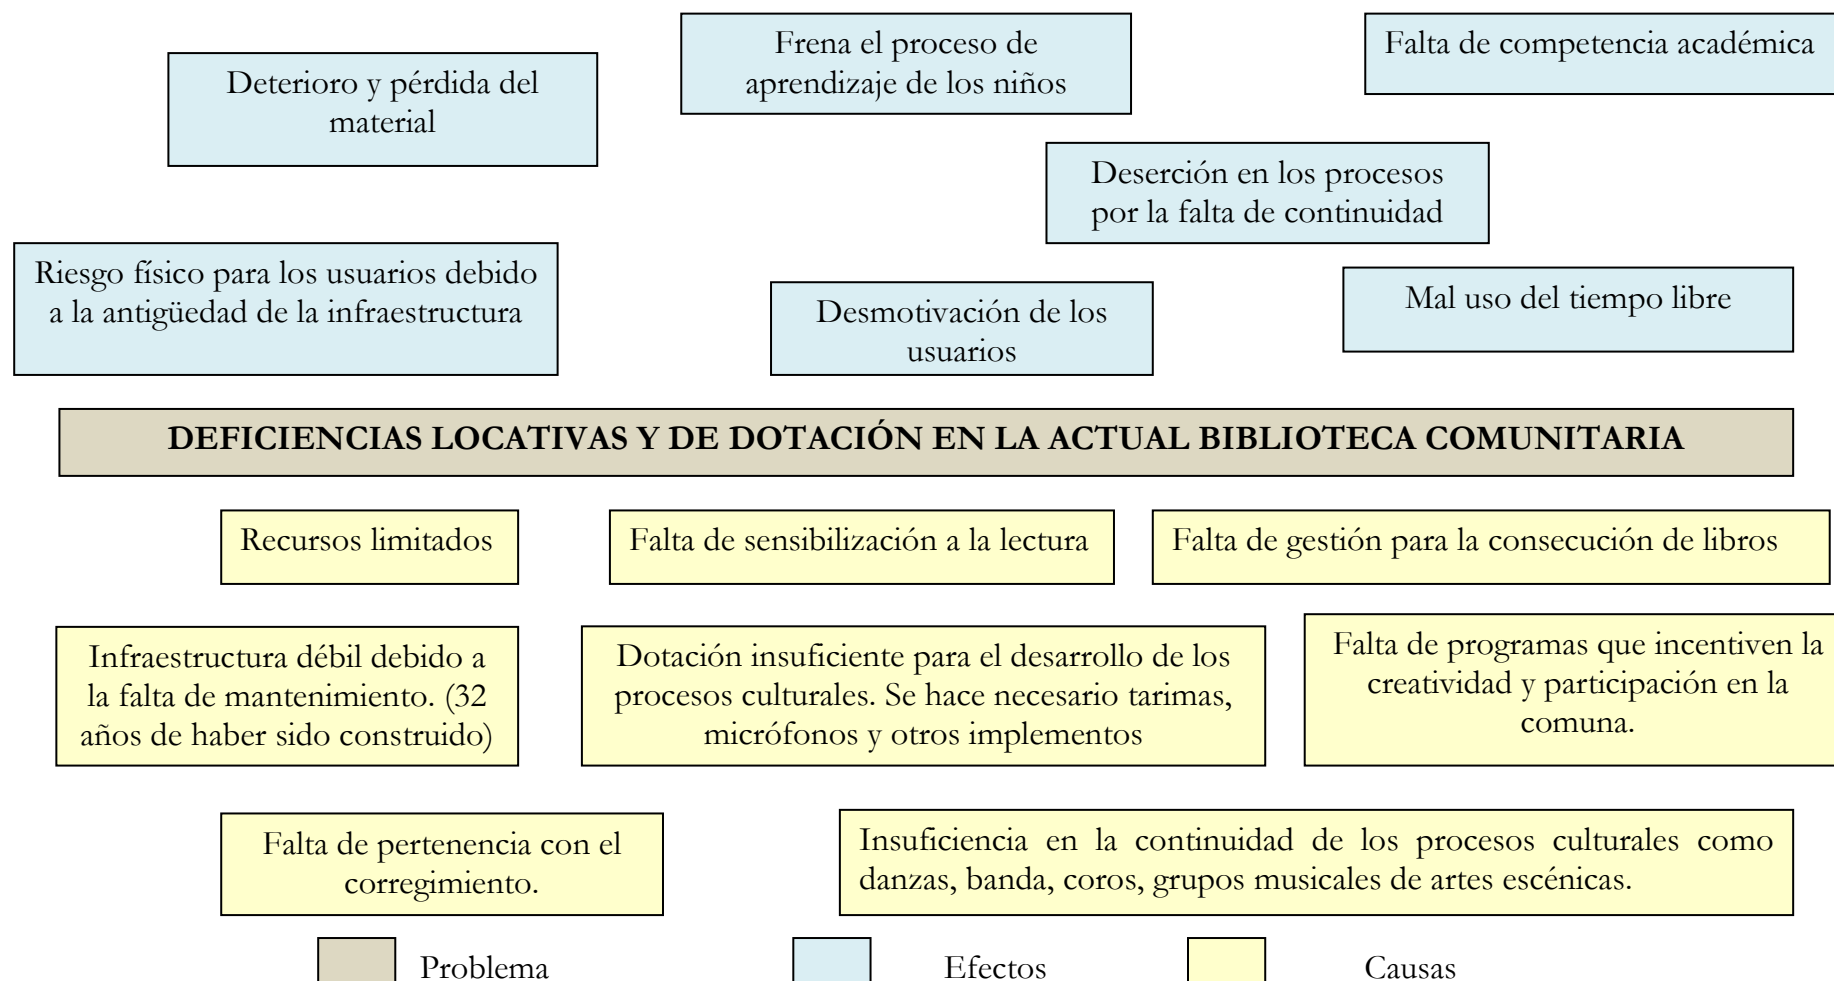 Frena el proceso de
aprendizaje de los niños
Falta de competencia académica
Deterioro y pérdida del
material
Deserción en los procesos
por la falta de continuidad
Riesgo físico para los usuarios debido
a la antigüedad de la infraestructura
Desmotivación de los
usuarios
Mal uso del tiempo libre
DEFICIENCIAS LOCATIVAS Y DE DOTACIÓN EN LA ACTUAL BIBLIOTECA COMUNITARIA
Recursos limitados
Falta de sensibilización a la lectura
Falta de gestión para la consecución de libros
Infraestructura débil debido a
la falta de mantenimiento. (32
años de haber sido construido)
Dotación insuficiente para el desarrollo de los
procesos culturales. Se hace necesario tarimas,
micrófonos y otros implementos
Falta de programas que incentiven la
creatividad y participación en la
comuna.
Falta de pertenencia con el
corregimiento.
Insuficiencia en la continuidad de los procesos culturales como
danzas, banda, coros, grupos musicales de artes escénicas.
Problema
Efectos
Causas